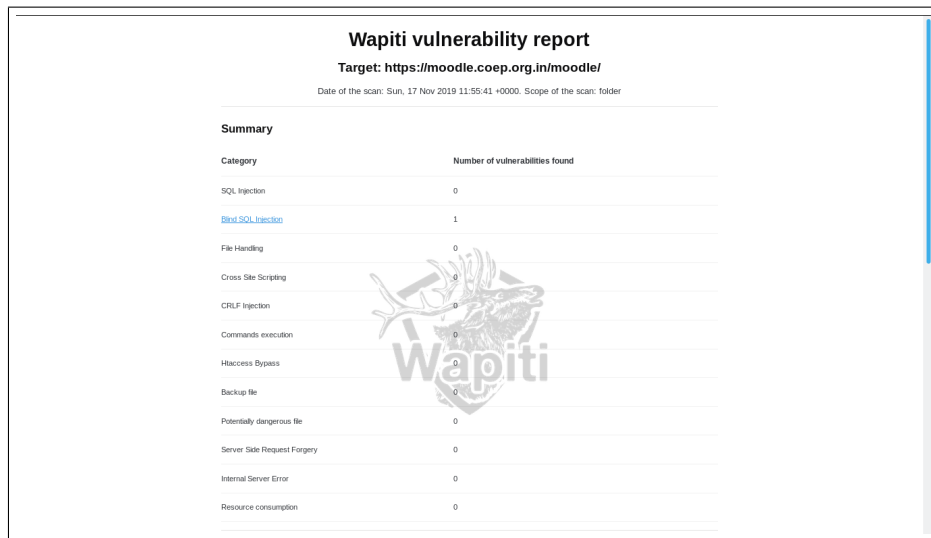 Wapiti vulnerability report
Target: https://moodle.coep.org.in/moodle/
Date of the scan: Sun, 17 Nov 2019 11:55:41 +0000. Scope of the scan: folder
Summary
Category Number of vulnerabilities found
SQL Injection 0
Blind SQL Injection 1
File Handling 0
Cross Site Scripting 0
CRLF Injection 0
Commands execution 0
Htaccess Bypass 0
Backup file 0
Potentially dangerous file 0
Server Side Request Forgery 0
Internal Server Error 0
Resource consumption 0
Wapiti